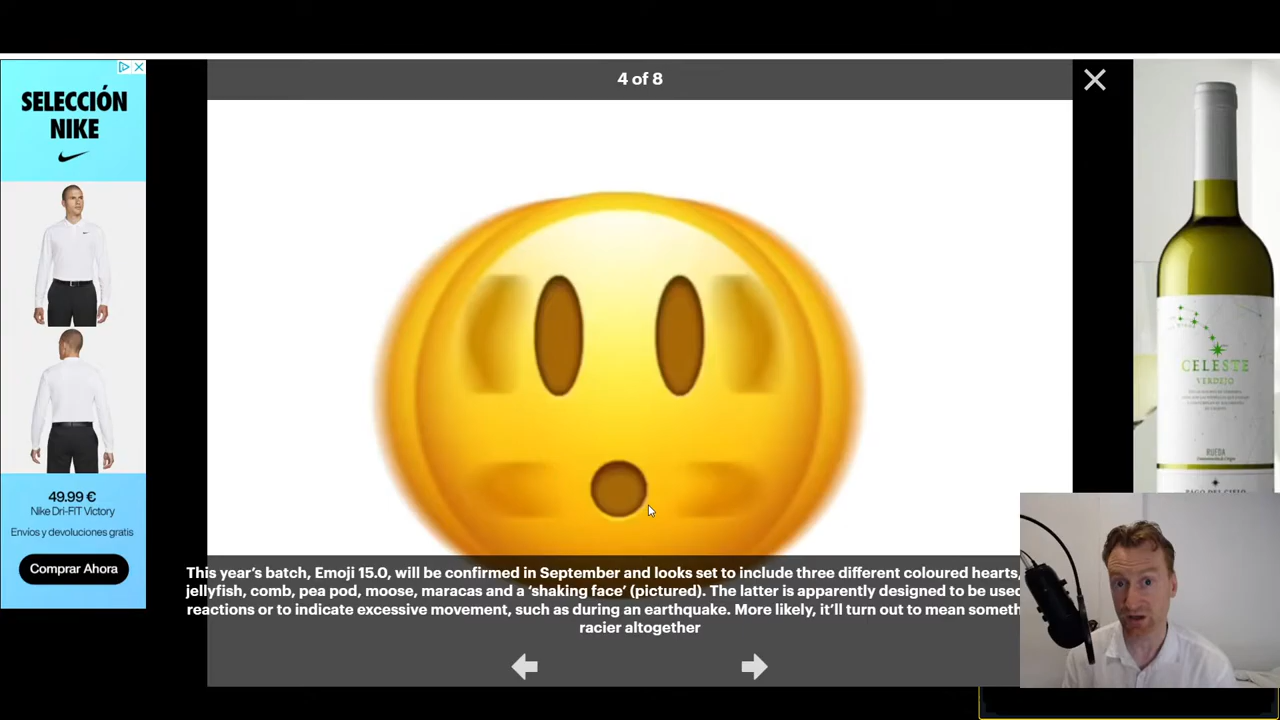 4 of 8
SELECCIÓN
NIKE
49.99 €
Nike Dri-FIT Victory
Envíos y devoluciones gratis
Comprar Ahora
This year's batch, Emoji 15.0, will be confirmed in September and looks set to include three different coloured hearts,
jellyfish, comb, pea pod, moose, maracas and a ‘shaking face’ (pictured). The latter is apparently designed to be used
reactions or to indicate excessive movement, such as during an earthquake. More likely, it’ll turn out to mean someth
racier altogether
CELESTE
VERDEJO
RUEDA
PAGO DEL CIELO